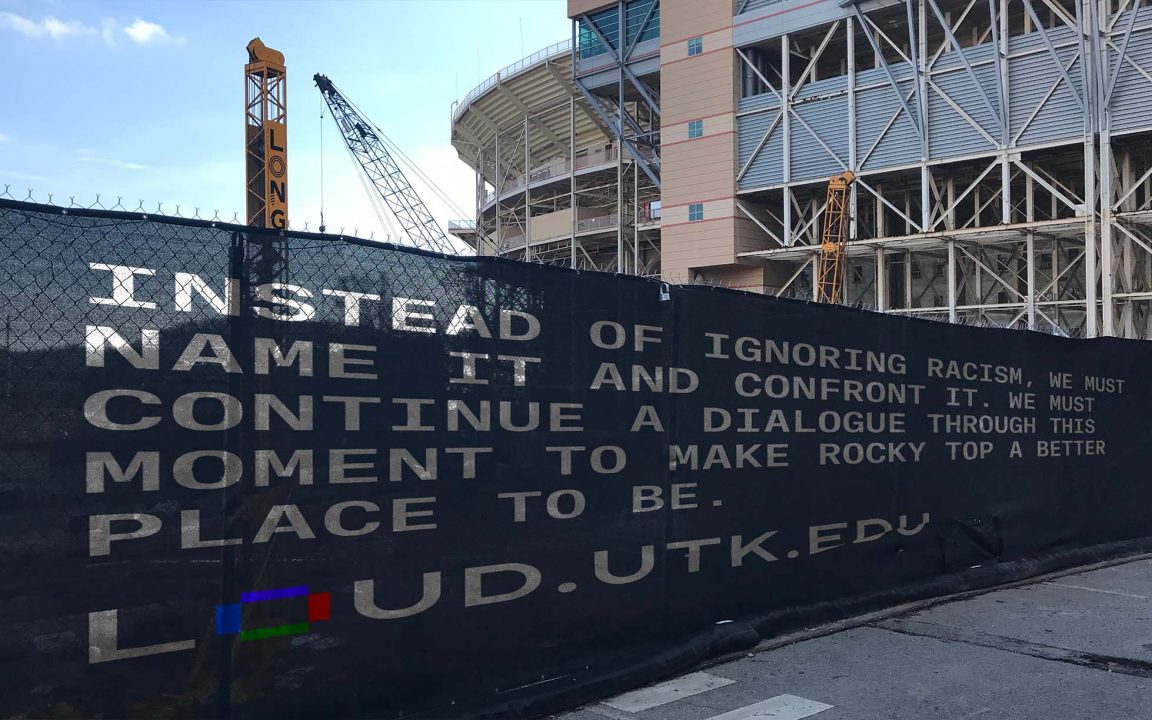 LONG
INSTEAD OF IGNORING RACISM, WE MUST
NAME IT AND CONFRONT IT. WE MUST
CONTINUE A DIALOGUE THROUGH THIS
MOMENT TO MAKE ROCKY TOP A BETTER
PLACE TO BE.
LOUD.UTK.EDU